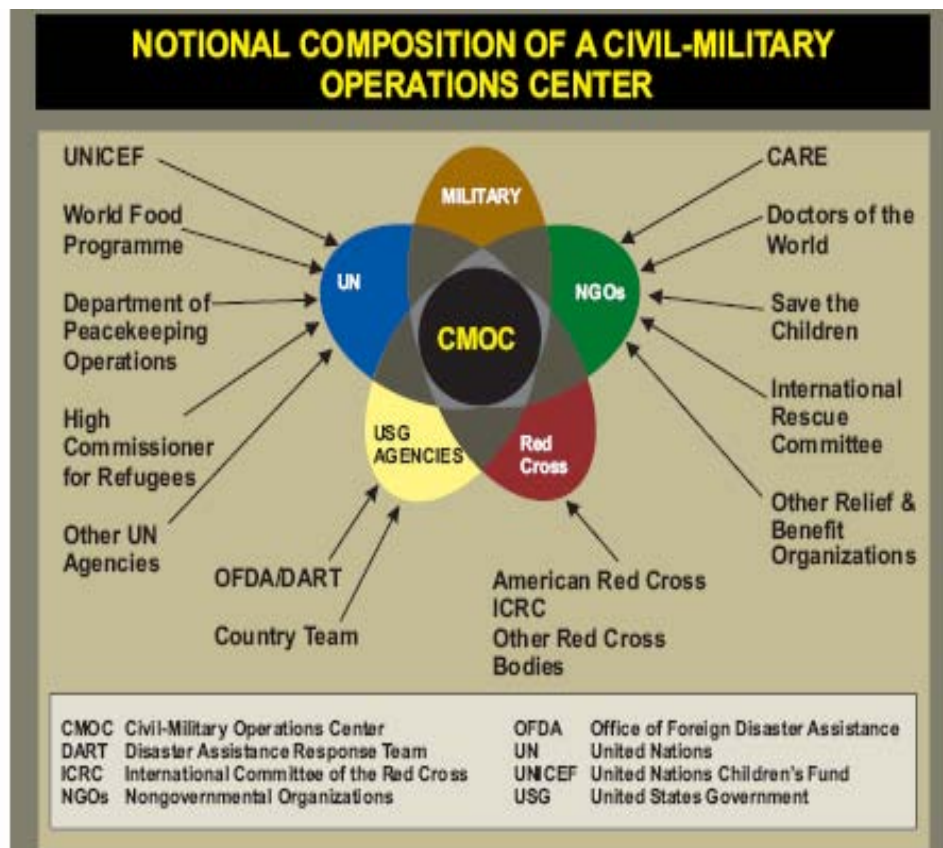 NOTIONAL COMPOSITION OF A CIVIL-MILITARY
OPERATIONS CENTER
UNICEF
World Food
Programme
Department of
Peacekeeping
Operations
High
Commissioner
for Refugees
Other UN
Agencies
MILITARY
UN
NGOs
CMOC
USG
AGENCIES
Red
Cross
CARE
Doctors of the
World
Save the
Children
International
Rescue
Committee
Other Relief &
Benefit
Organizations
OFDA/DART
Country Team
American Red Cross
ICRC
Other Red Cross
Bodies
CMOC Civil-Military Operations Center
DART Disaster Assistance Response Team
ICRC International Committee of the Red Cross
NGOs Nongovernmental Organizations
OFDA Office of Foreign Disaster Assistance
UN United Nations
UNICEF United Nations Children's Fund
USG United States Government